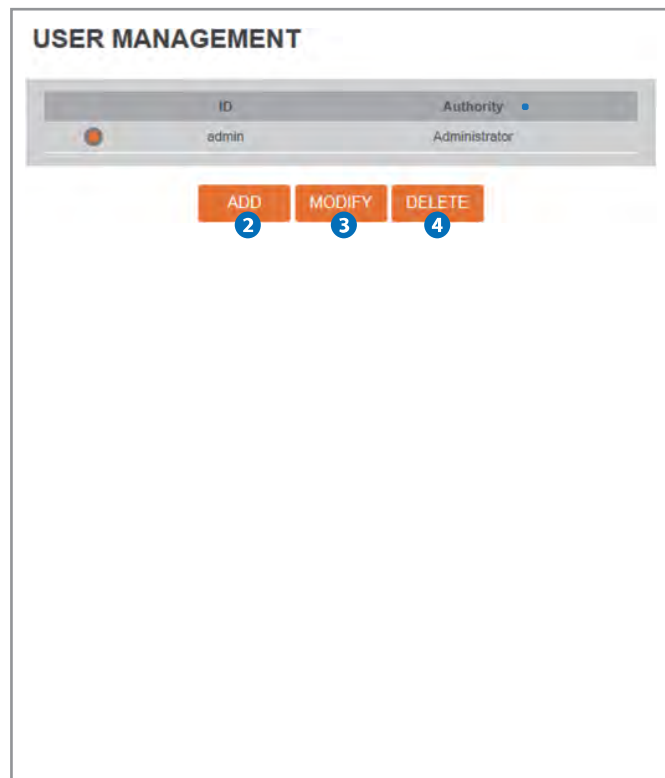 USER MANAGEMENT
ID Authority
admin Administrator
ADD MODIFY DELETE
2 3 4